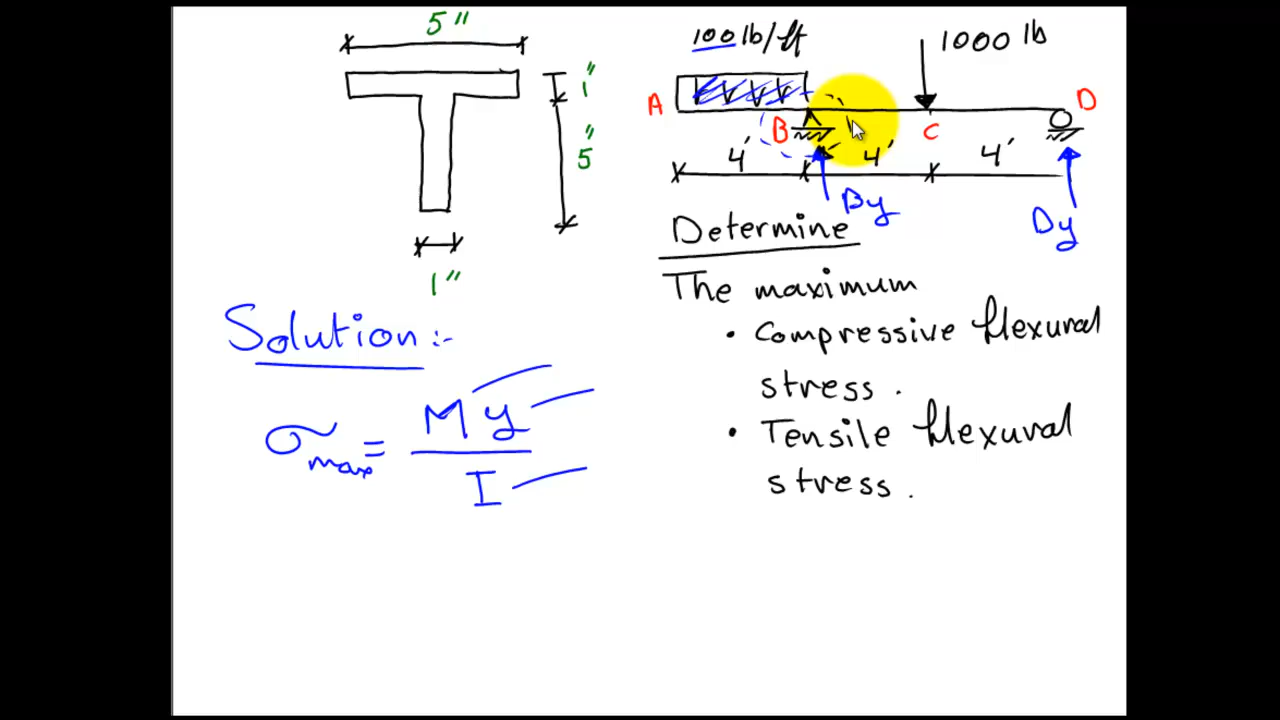 5"
1"
5"
1"
100 lb/ft
1000 lb
A
B
C
D
4'
4'
4'
By
Dy
Determine
The maximum
• Compressive flexural
stress.
• Tensile flexural
stress.
Solution:-
σmax = My
I